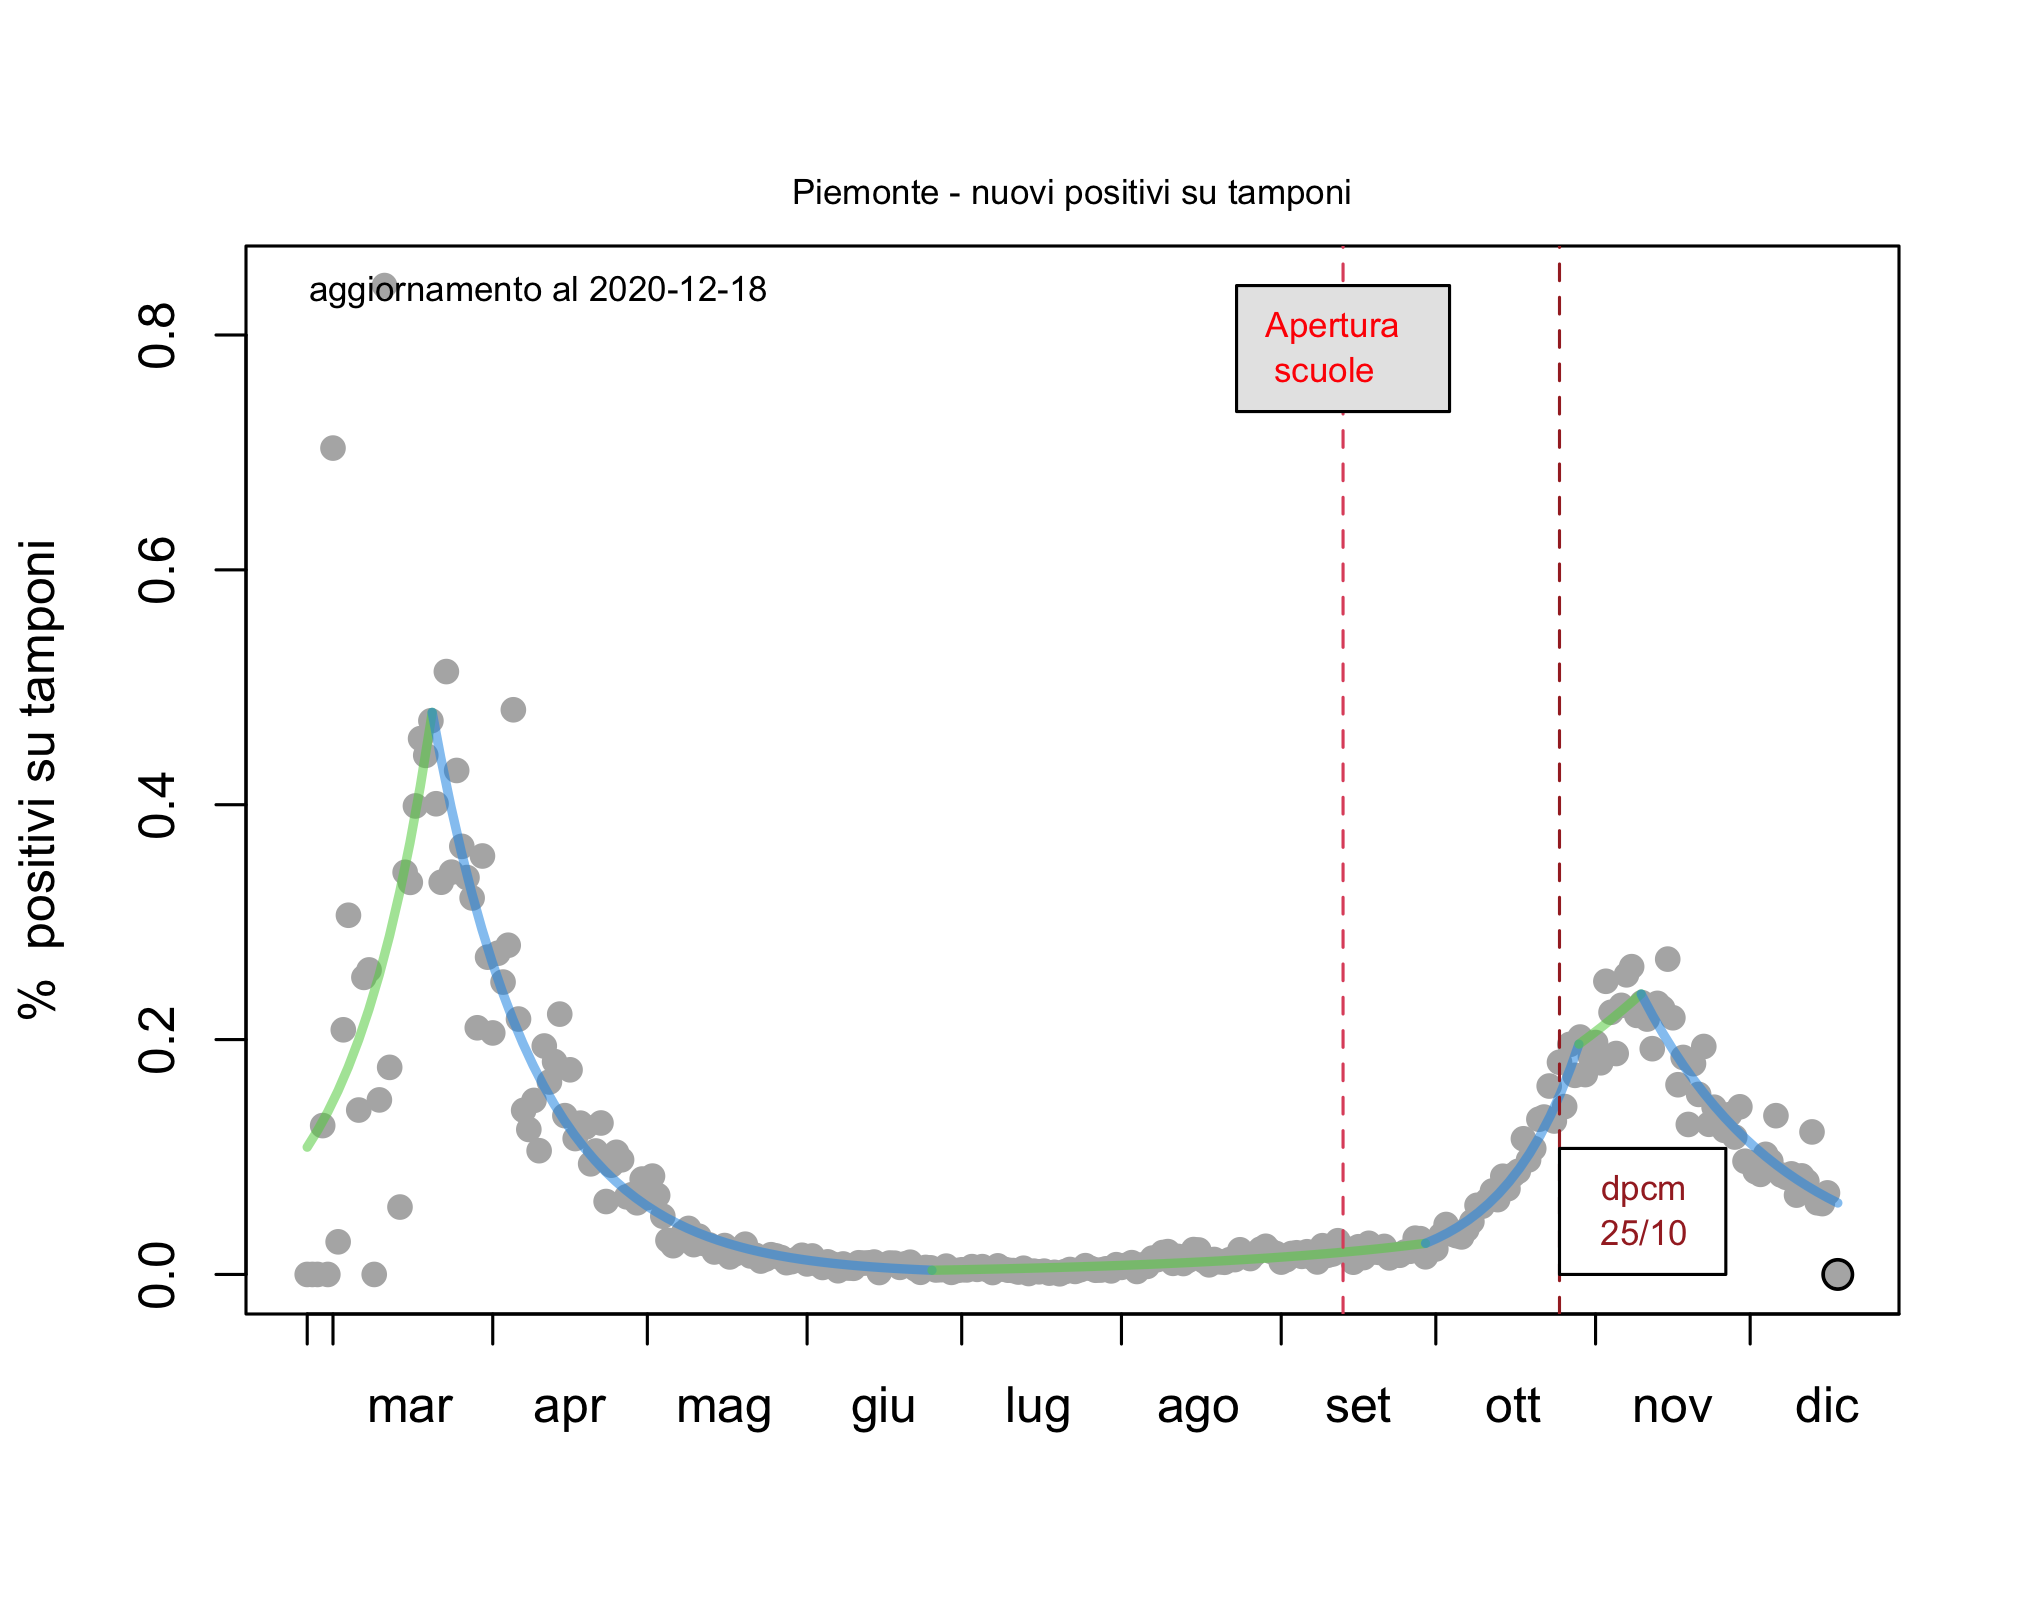 Piemonte - nuovi positivi su tamponi
aggiornamento al 2020-12-18
Apertura
scuole
dpcm
25/10
% positivi su tamponi
0.8
0.6
0.4
0.2
0.0
mar apr mag giu lug ago set ott nov dic